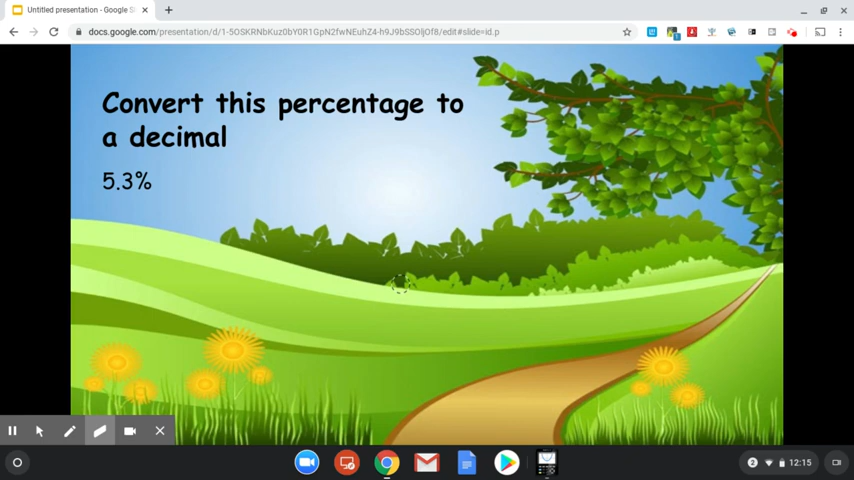 Untitled presentation - Google S
docs.google.com/presentation/d/1-5OSKRNbKuz0bY0R1GpN2fwNEuhZ4-h9J9bSSOljOf8/edit#slide=id.p
Convert this percentage to
a decimal
5.3%
2 12:15